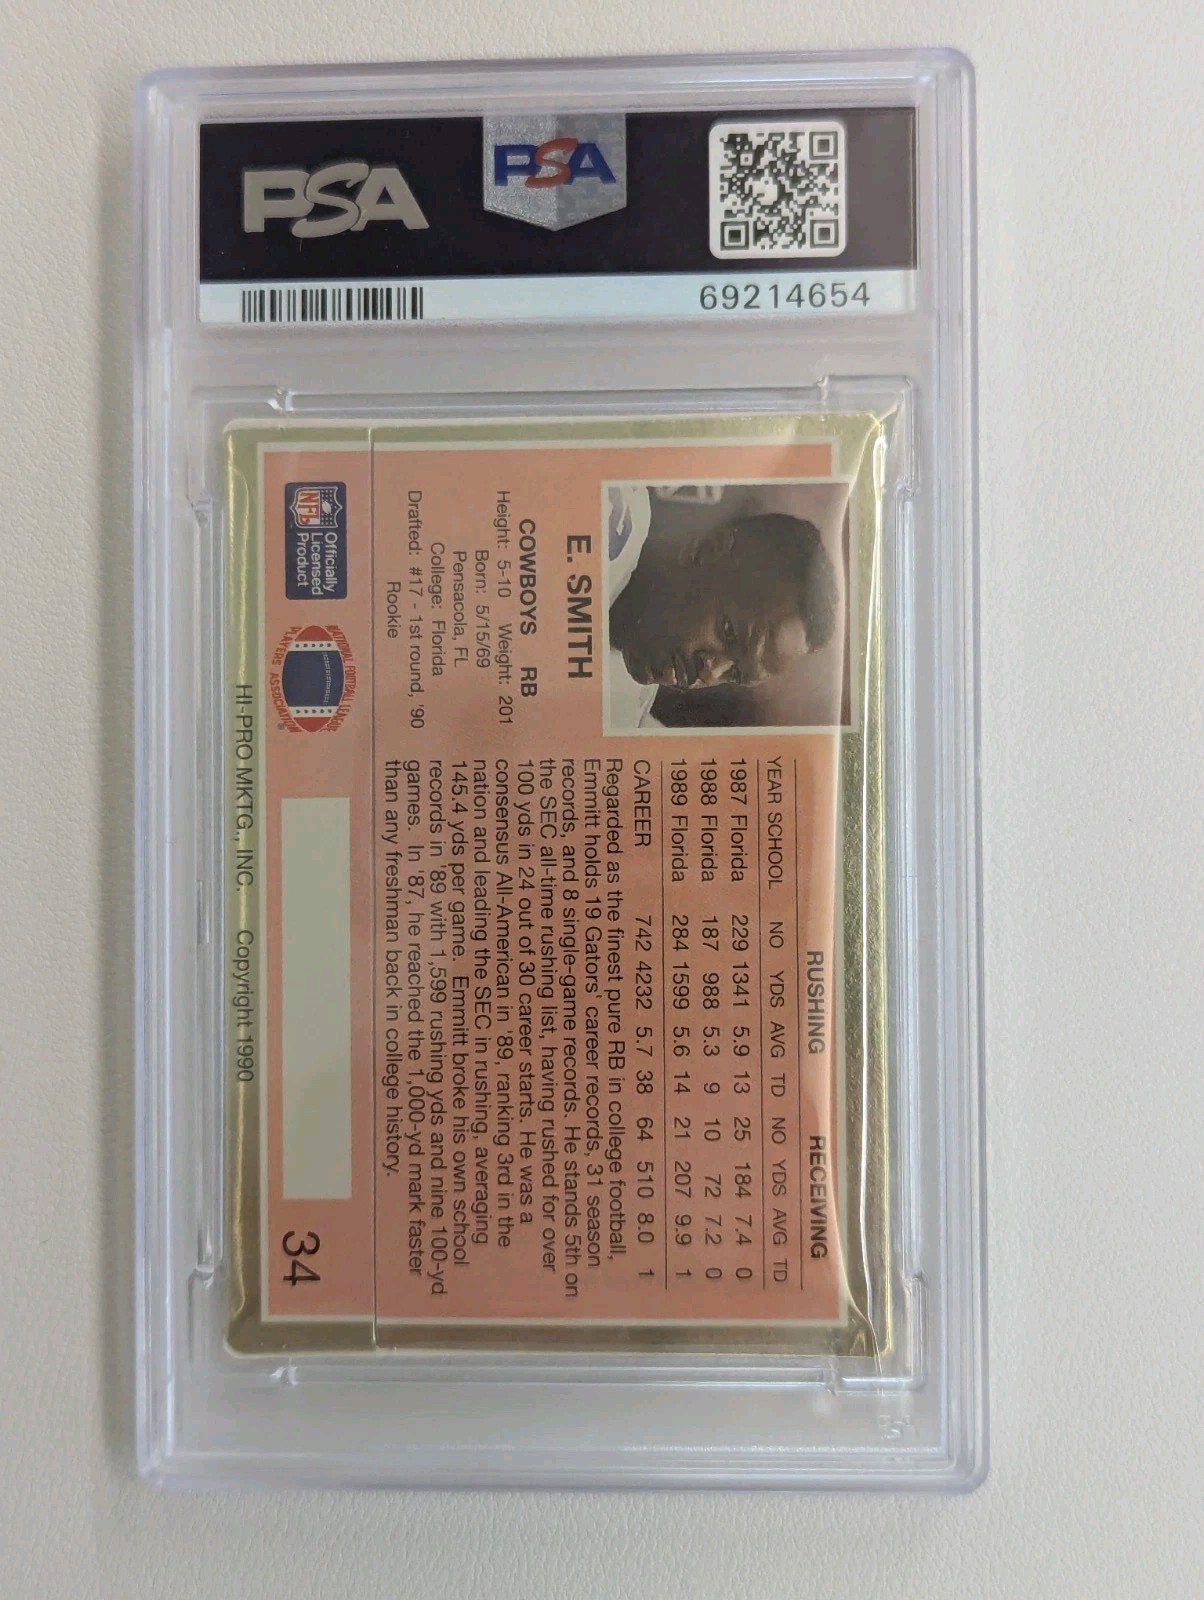 PSA
PSA
69214654
E. SMITH
COWBOYS RB
Height: 5-10 Weight: 201
Born: 5/15/69
Pensacola, FL
College: Florida
Drafted: #17 - 1st round, '90
Rookie
RUSHING RECEIVING
YEAR SCHOOL NO YDS AVG TD NO YDS AVG TD
1987 Florida 229 1341 5.9 13 25 184 7.4 0
1988 Florida 187 988 5.3 9 10 72 7.2 0
1989 Florida 284 1599 5.6 14 21 207 9.9 1
CAREER 742 4232 5.7 38 64 510 8.0 1
Regarded as the finest pure RB in college football,
Emmitt holds 19 Gators' career records, 31 season
records, and 8 single-game records. He stands 5th on
the SEC all-time rushing list, having rushed for over
100 yds in 24 out of 30 career starts. He was a
consensus All-American in '89, ranking 3rd in the
nation and leading the SEC in rushing, averaging
145.4 yds per game. Emmitt broke his own school
records in '89 with 1,599 rushing yds and nine 100-yd
games. In '87, he reached the 1,000-yd mark faster
than any freshman back in college history.
NFL
Officially
Licensed
Product
NATIONAL FOOTBALL LEAGUE
PLAYERS ASSOCIATION
34
HI-PRO MKTG., INC. Copyright 1990